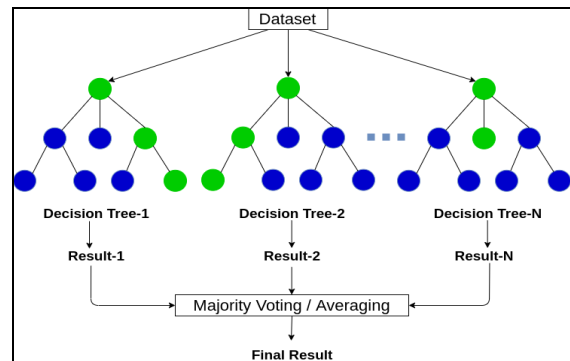 Dataset
Decision Tree-1
Decision Tree-2
Decision Tree-N
Result-1
Result-2
Result-N
Majority Voting / Averaging
Final Result